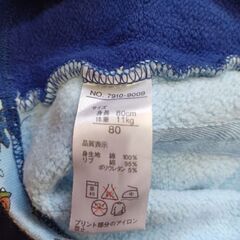 NO. 7910-9009
サイズ
身長 80cm
体重 11kg
80
品質表示
身生地 綿 100%
リブ 綿 95%
ポリウレタン 5%
プリント部分のアイロン